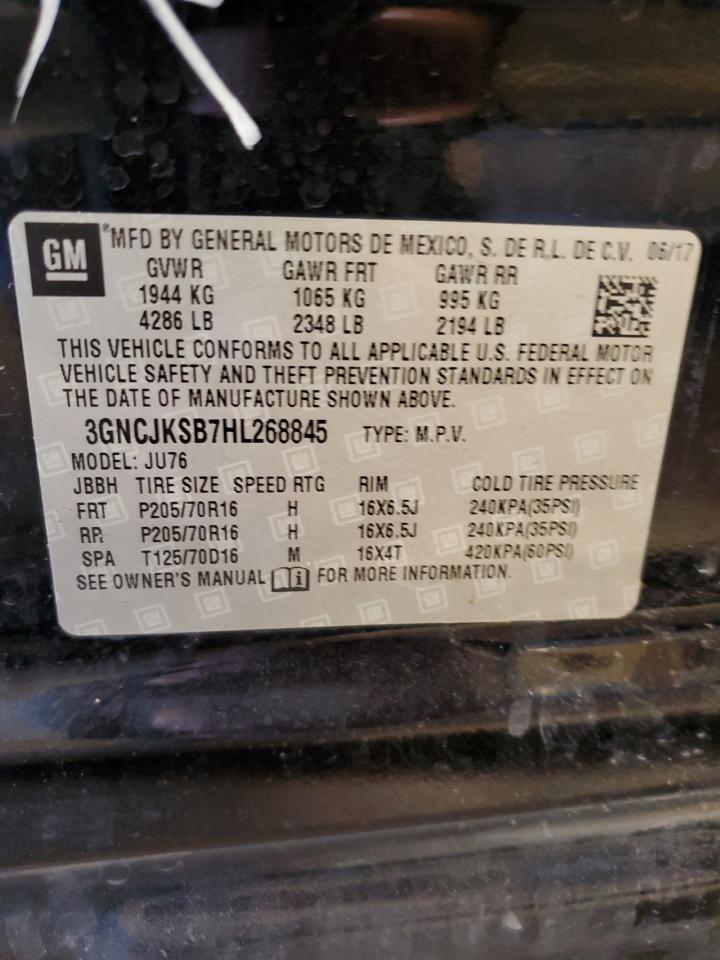 GM
*MFD BY GENERAL MOTORS DE MEXICO, S. DE R.L. DE C.V. 06/17
GVWR GAWR FRT GAWR RR
1944 KG 1065 KG 995 KG
4286 LB 2348 LB 2194 LB
THIS VEHICLE CONFORMS TO ALL APPLICABLE U.S. FEDERAL MOTOR
VEHICLE SAFETY AND THEFT PREVENTION STANDARDS IN EFFECT ON
THE DATE OF MANUFACTURE SHOWN ABOVE.
3GNCJKSB7HL268845 TYPE: M.P.V.
MODEL: JU76
JBBH TIRE SIZE SPEED RTG RIM COLD TIRE PRESSURE
FRT P205/70R16 H 16X6.5J 240KPA(35PSI)
RR P205/70R16 H 16X6.5J 240KPA(35PSI)
SPA T125/70D16 M 16X4T 420KPA(60PSI)
SEE OWNER'S MANUAL FOR MORE INFORMATION.